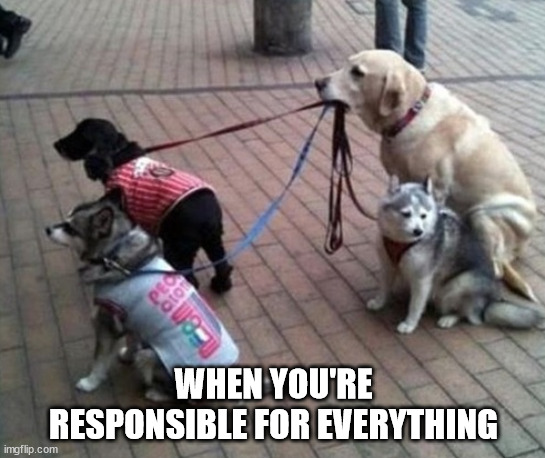 WHEN YOU'RE
RESPONSIBLE FOR EVERYTHING
imgflip.com